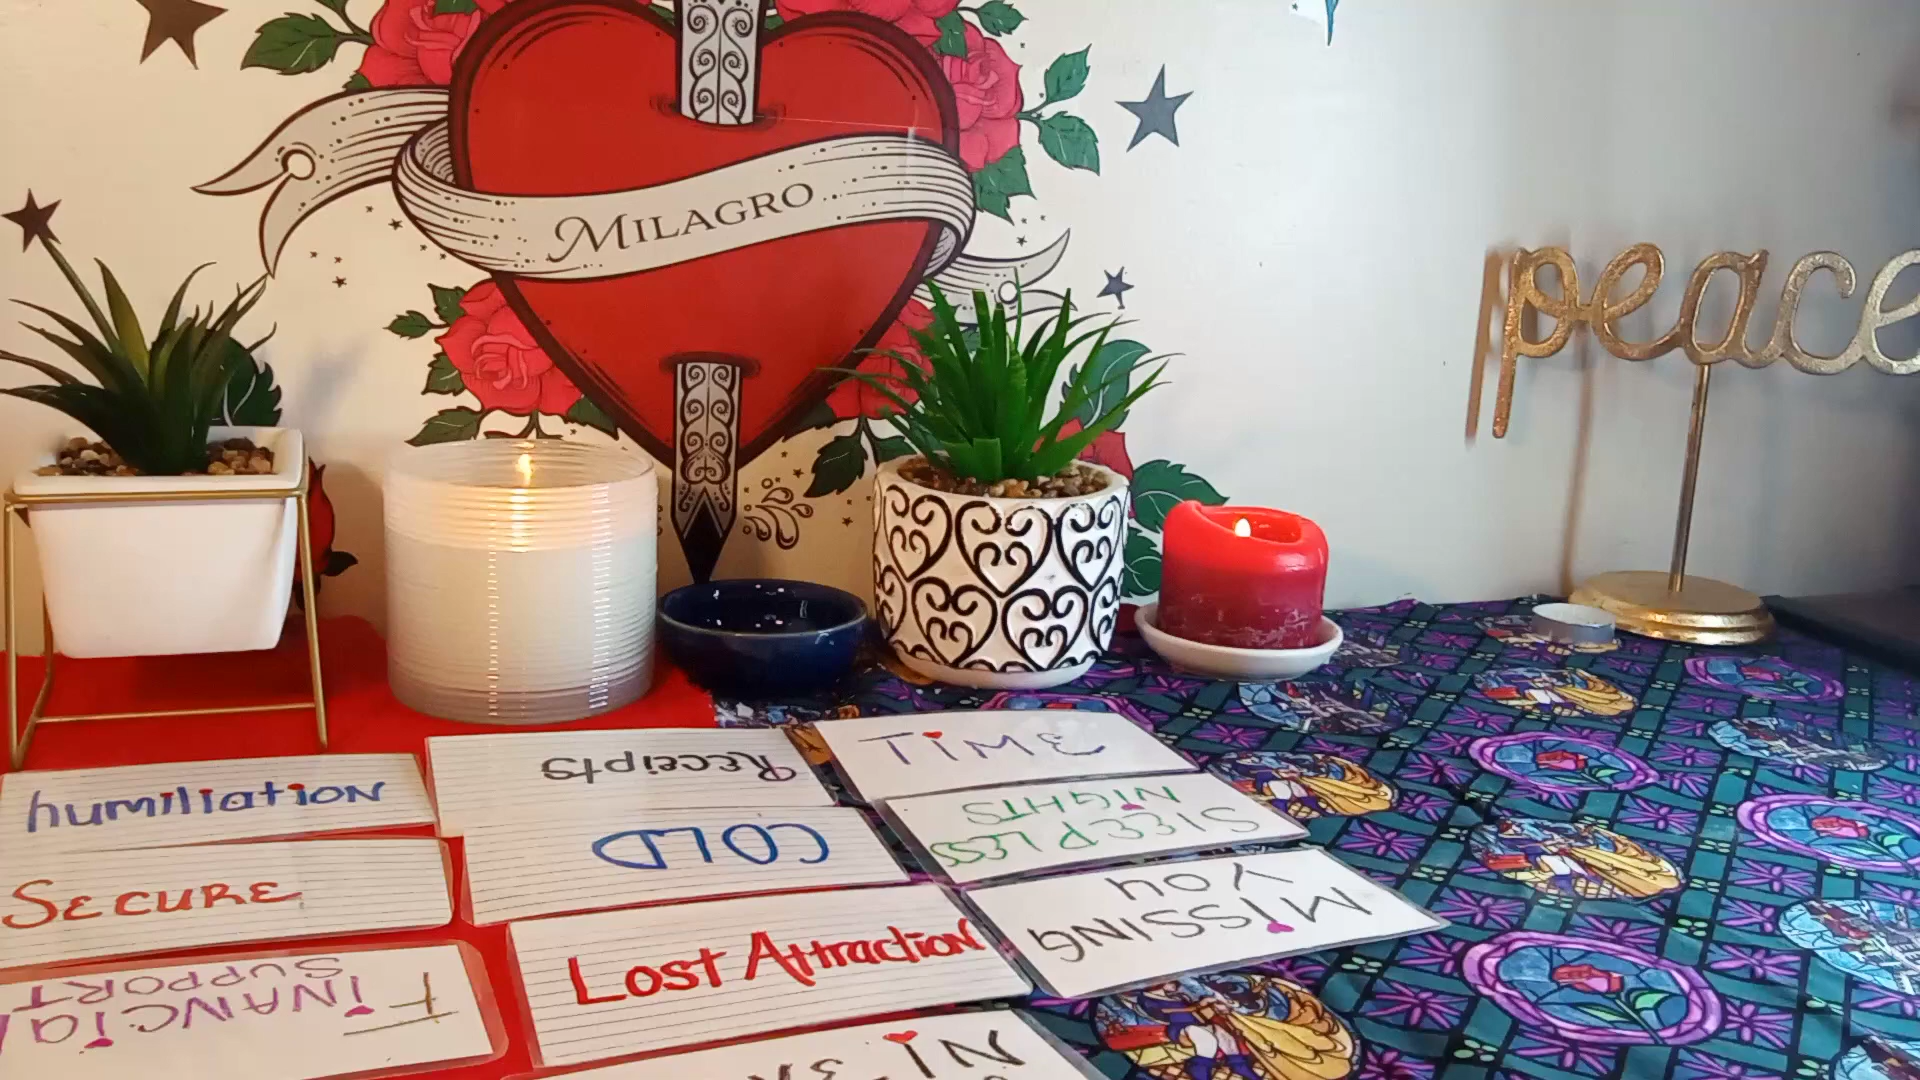 MILAGRO
peace
TiME
Receipts
SLEEPLESS
NIGHTS
humiliation
COLD
MiSSING
YOU
SECURE
Lost Attraction
FiNANCial
SUPPORT